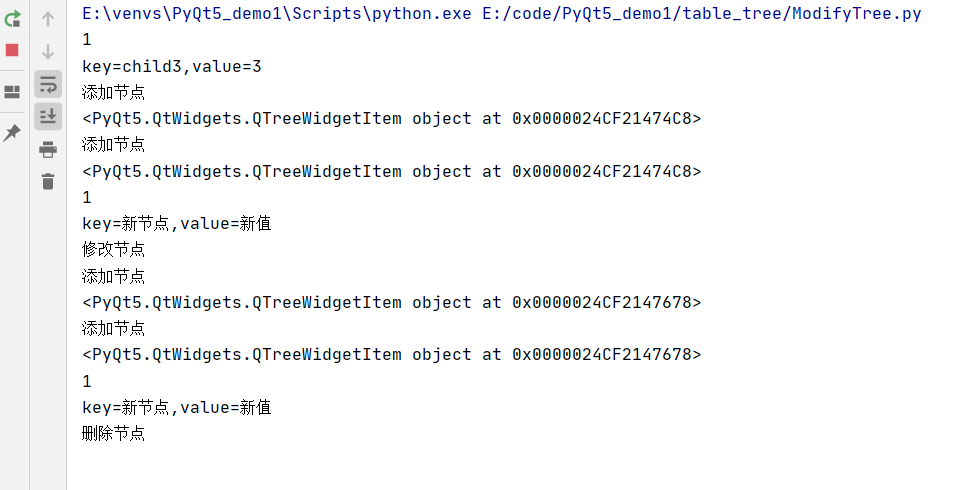 E:\venvs\PyQt5_demo1\Scripts\python.exe E:/code/PyQt5_demo1/table_tree/ModifyTree.py
1
key=child3,value=3
添加节点
<PyQt5.QtWidgets.QTreeWidgetItem object at 0x0000024CF21474C8>
添加节点
<PyQt5.QtWidgets.QTreeWidgetItem object at 0x0000024CF21474C8>
1
key=新节点,value=新值
修改节点
添加节点
<PyQt5.QtWidgets.QTreeWidgetItem object at 0x0000024CF2147678>
添加节点
<PyQt5.QtWidgets.QTreeWidgetItem object at 0x0000024CF2147678>
1
key=新节点,value=新值
删除节点